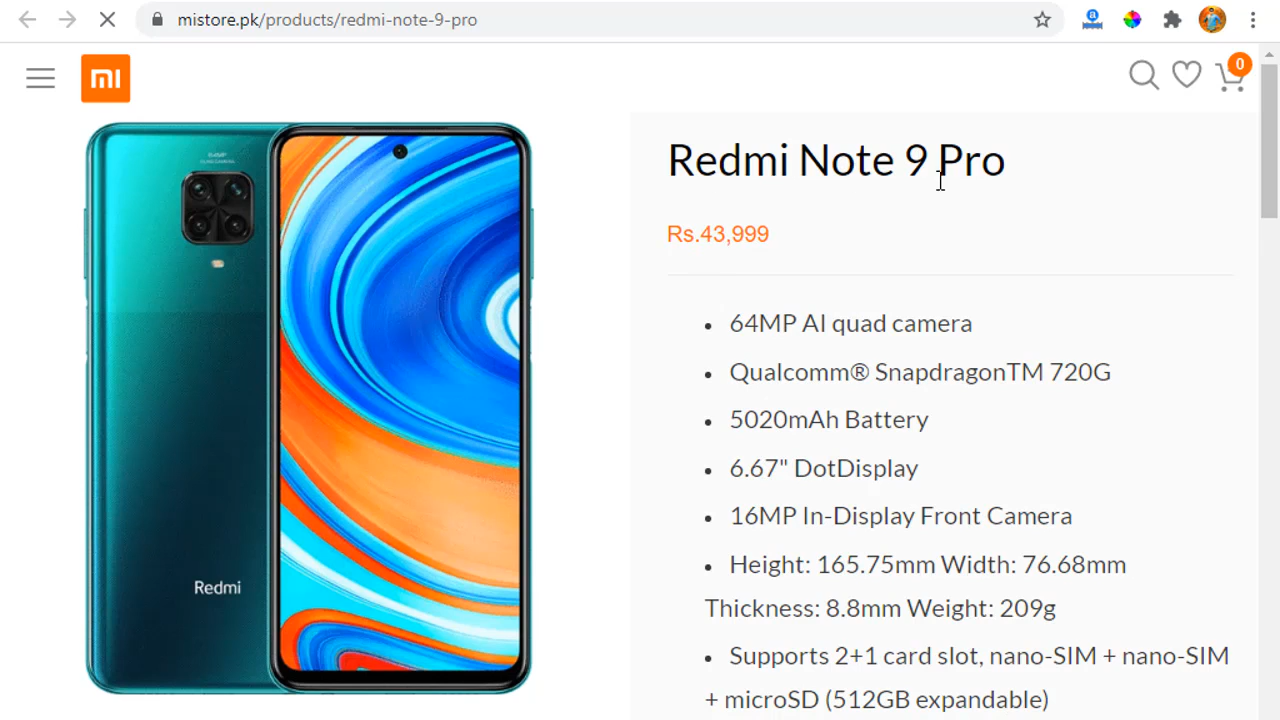 mistore.pk/products/redmi-note-9-pro
mi
0
Redmi Note 9 Pro
Rs.43,999
64MP AI quad camera
Qualcomm® SnapdragonTM 720G
5020mAh Battery
6.67" DotDisplay
16MP In-Display Front Camera
Height: 165.75mm Width: 76.68mm
Thickness: 8.8mm Weight: 209g
Supports 2+1 card slot, nano-SIM + nano-SIM
+ microSD (512GB expandable)
Redmi